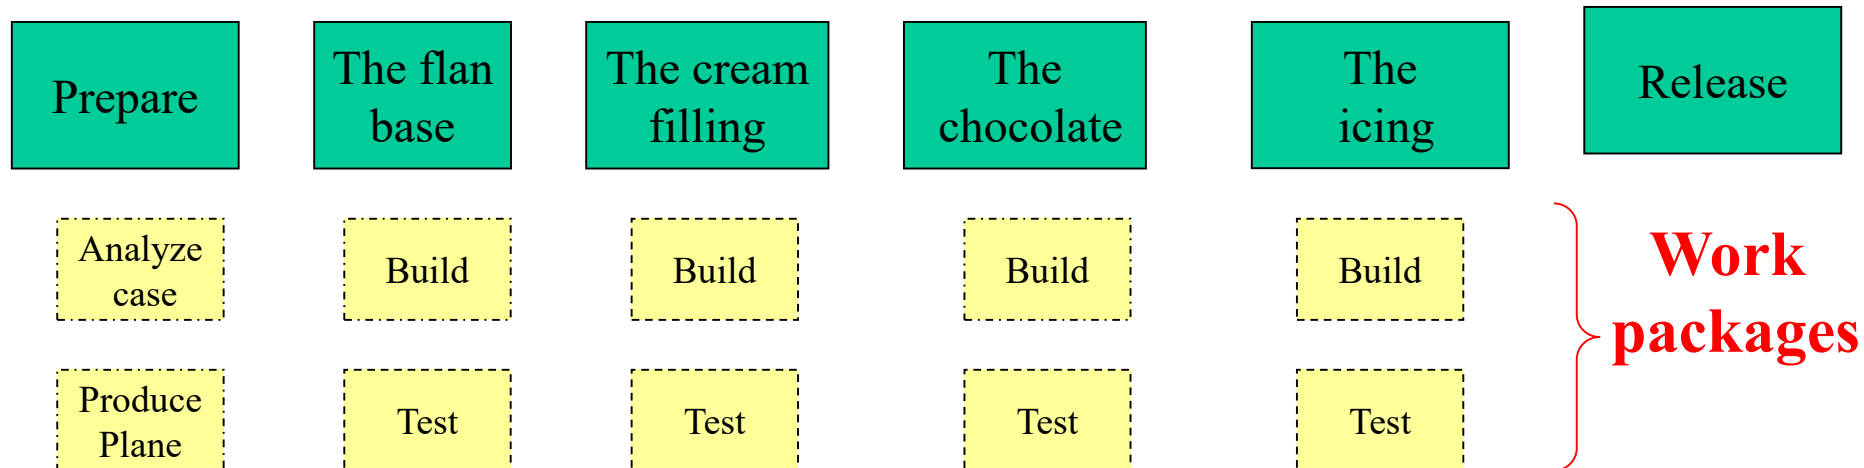 Prepare
The flan
base
The cream
filling
The
chocolate
The
icing
Release
Analyze
case
Build
Build
Build
Build
Work
packages
Produce
Plane
Test
Test
Test
Test